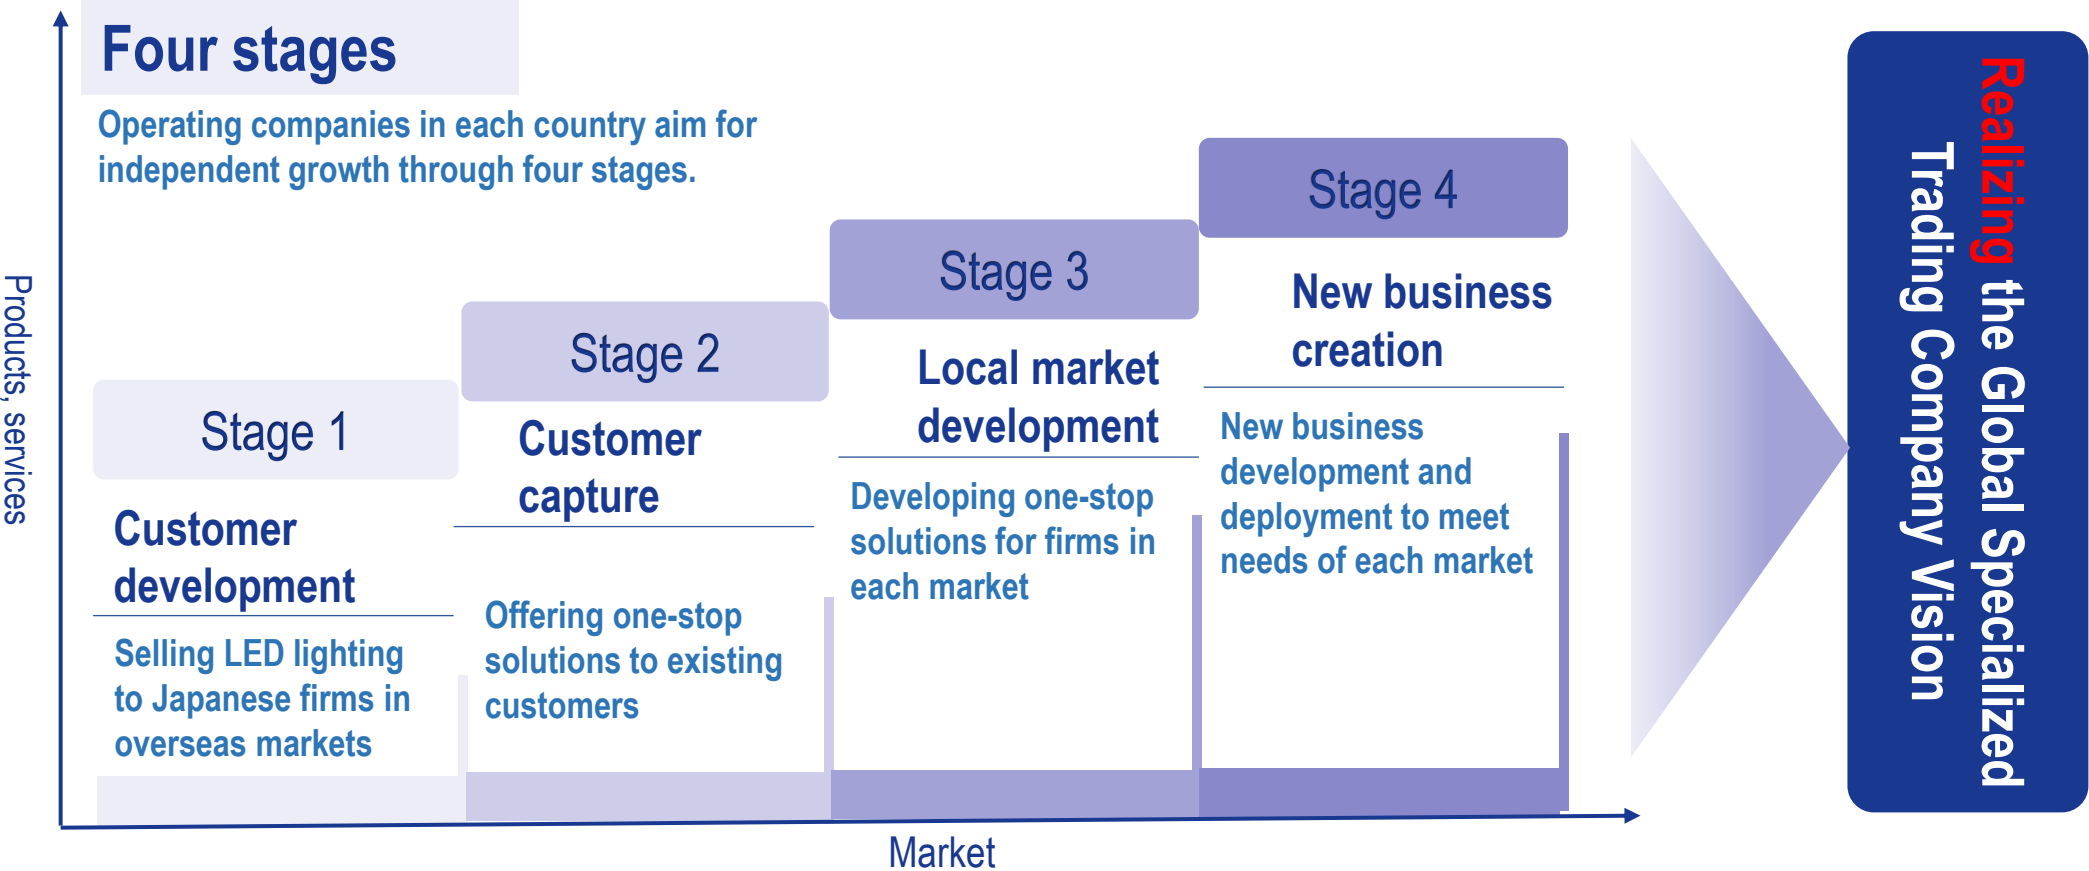 Four stages
Operating companies in each country aim for
independent growth through four stages.
Products, services
Stage 1
Customer
development
Selling LED lighting
to Japanese firms in
overseas markets
Stage 2
Customer
capture
Offering one-stop
solutions to existing
customers
Stage 3
Local market
development
Developing one-stop
solutions for firms in
each market
Stage 4
New business
creation
New business
development and
deployment to meet
needs of each market
Market
Realizing the Global Specialized
Trading Company Vision